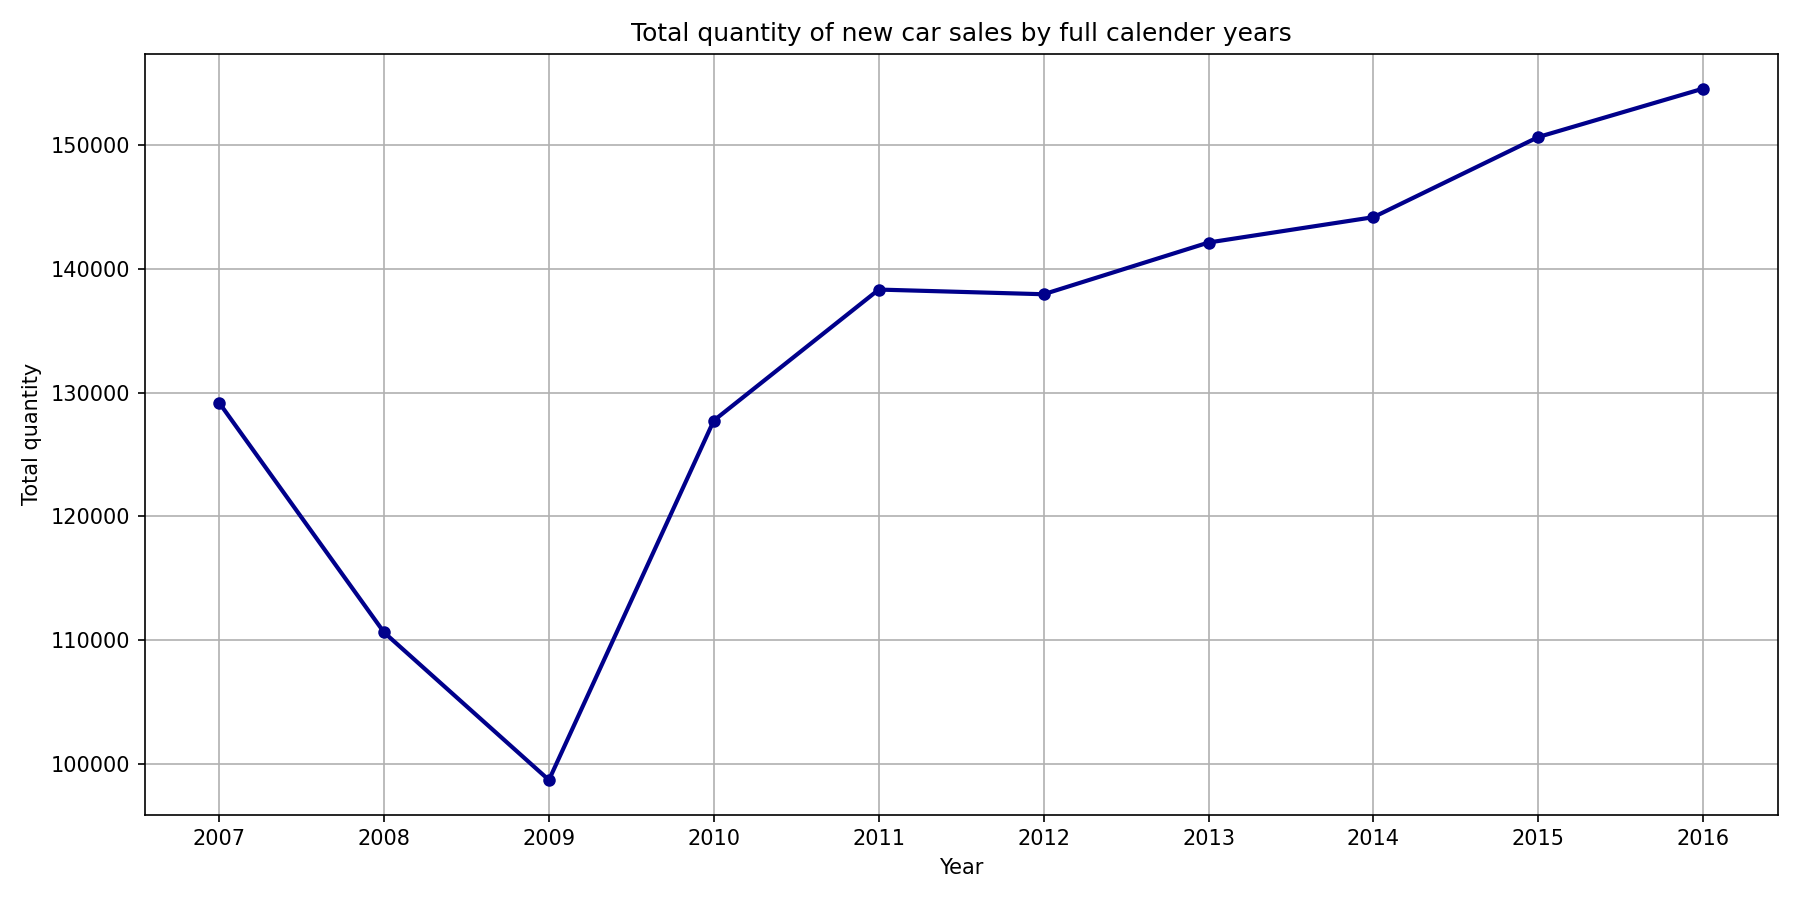 Total quantity of new car sales by full calender years
Total quantity
150000
140000
130000
120000
110000
100000
2007 2008 2009 2010 2011 2012 2013 2014 2015 2016
Year